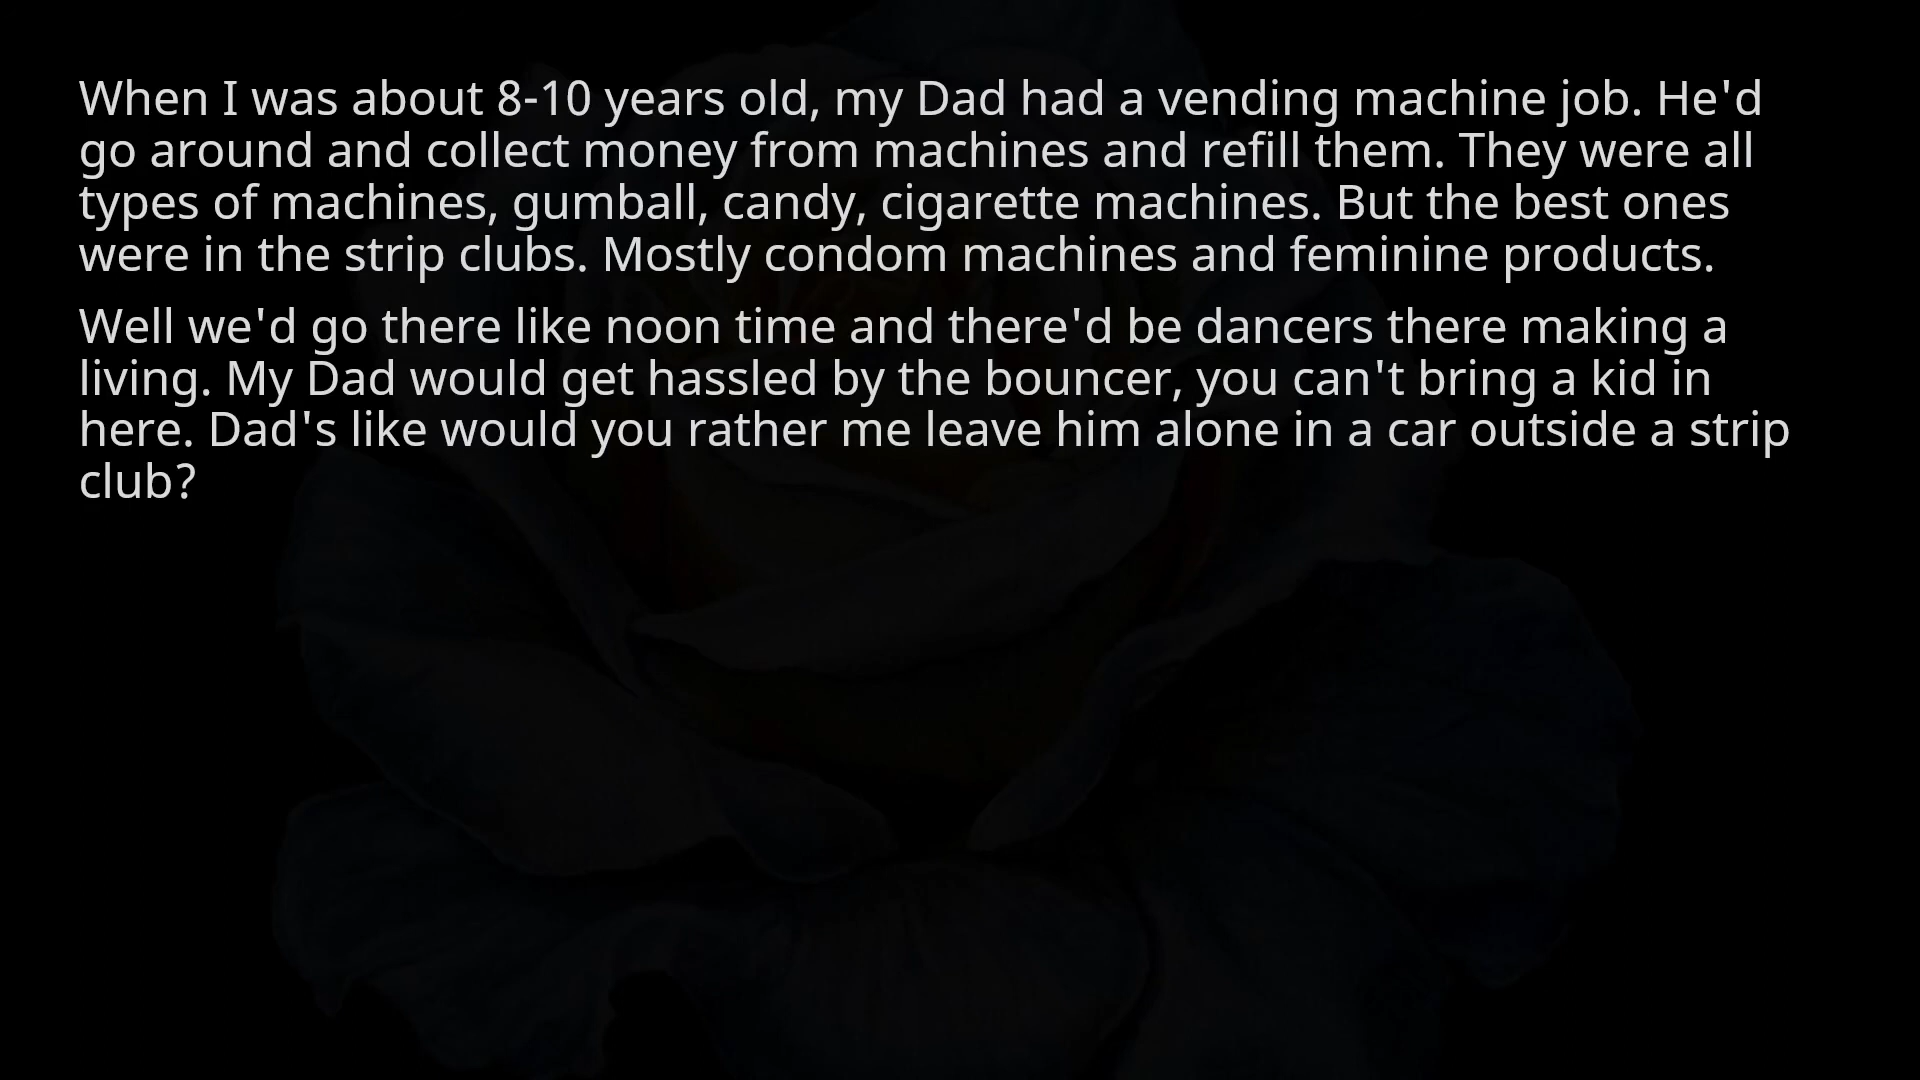 When I was about 8-10 years old, my Dad had a vending machine job. He'd
go around and collect money from machines and refill them. They were all
types of machines, gumball, candy, cigarette machines. But the best ones
were in the strip clubs. Mostly condom machines and feminine products.
Well we'd go there like noon time and there'd be dancers there making a
living. My Dad would get hassled by the bouncer, you can't bring a kid in
here. Dad's like would you rather me leave him alone in a car outside a strip
club?